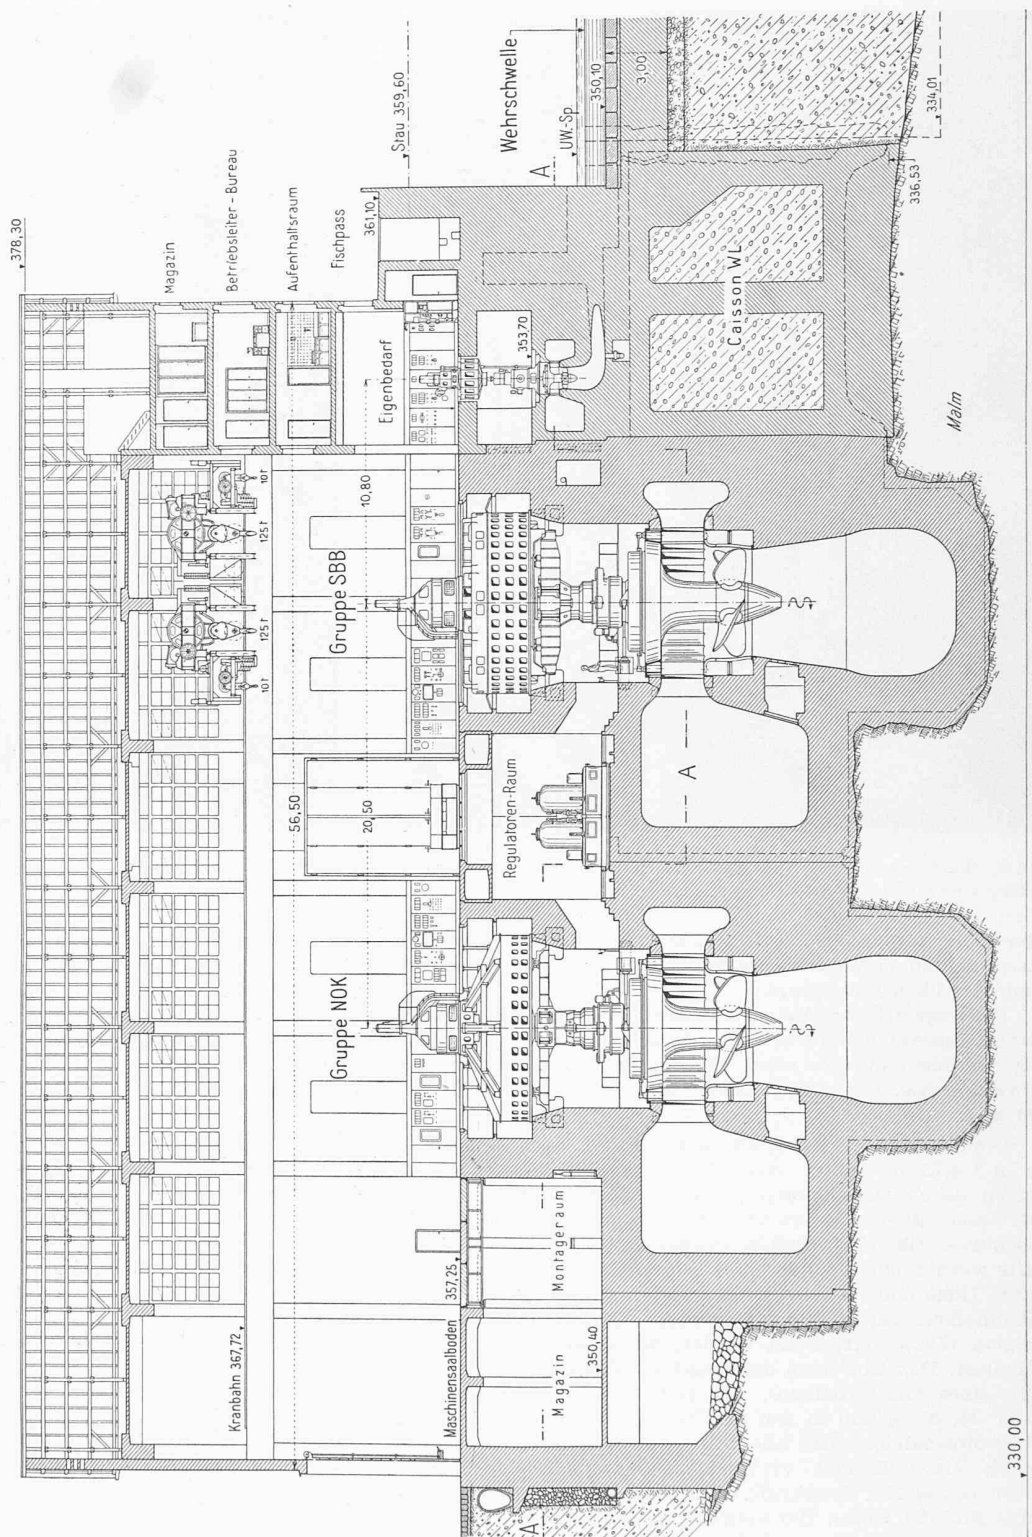 378,30
Magazin
Betriebsleiter - Bureau
Aufenthaltsraum
Fischpass
361,10
Stau 359,60
Wehrschwelle
UW.-Sp.
A
350,10
3,00
334,01
336,53
Caisson WL
Malm
Eigenbedarf
353,70
10,80
10 t
125 t
125 t
10 t
Gruppe SBB
56,50
20,50
Regulatoren-Raum
A
Gruppe NOK
Kranbahn 367,72
Maschinensaalboden
357,25
Montageraum
Magazin
350,40
A
330,00